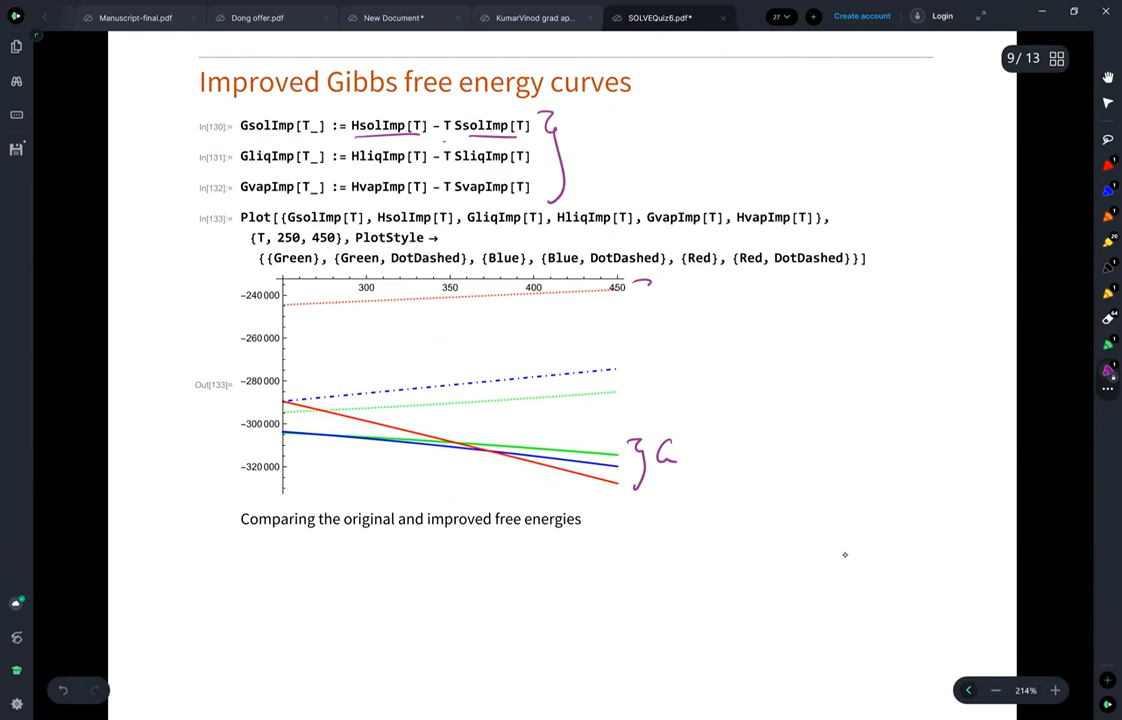 Manuscript-final.pdf
Dong offer.pdf
New Document*
KumarVinod grad ap...
SOLVEQuiz6.pdf*
27
Create account
Login
9 / 13
Improved Gibbs free energy curves
In[130]:= GsolImp[T_] := HsolImp[T] – T SsolImp[T]
In[131]:= GliqImp[T_] := HliqImp[T] – T SliqImp[T]
In[132]:= GvapImp[T_] := HvapImp[T] – T SvapImp[T]
In[133]:= Plot[{GsolImp[T], HsolImp[T], GliqImp[T], HliqImp[T], GvapImp[T], HvapImp[T]},
{T, 250, 450}, PlotStyle →
{{Green}, {Green, DotDashed}, {Blue}, {Blue, DotDashed}, {Red}, {Red, DotDashed}}]
300 350 400 450
-240 000
-260 000
Out[133]= -280 000
-300 000
-320 000
G
Comparing the original and improved free energies
214%